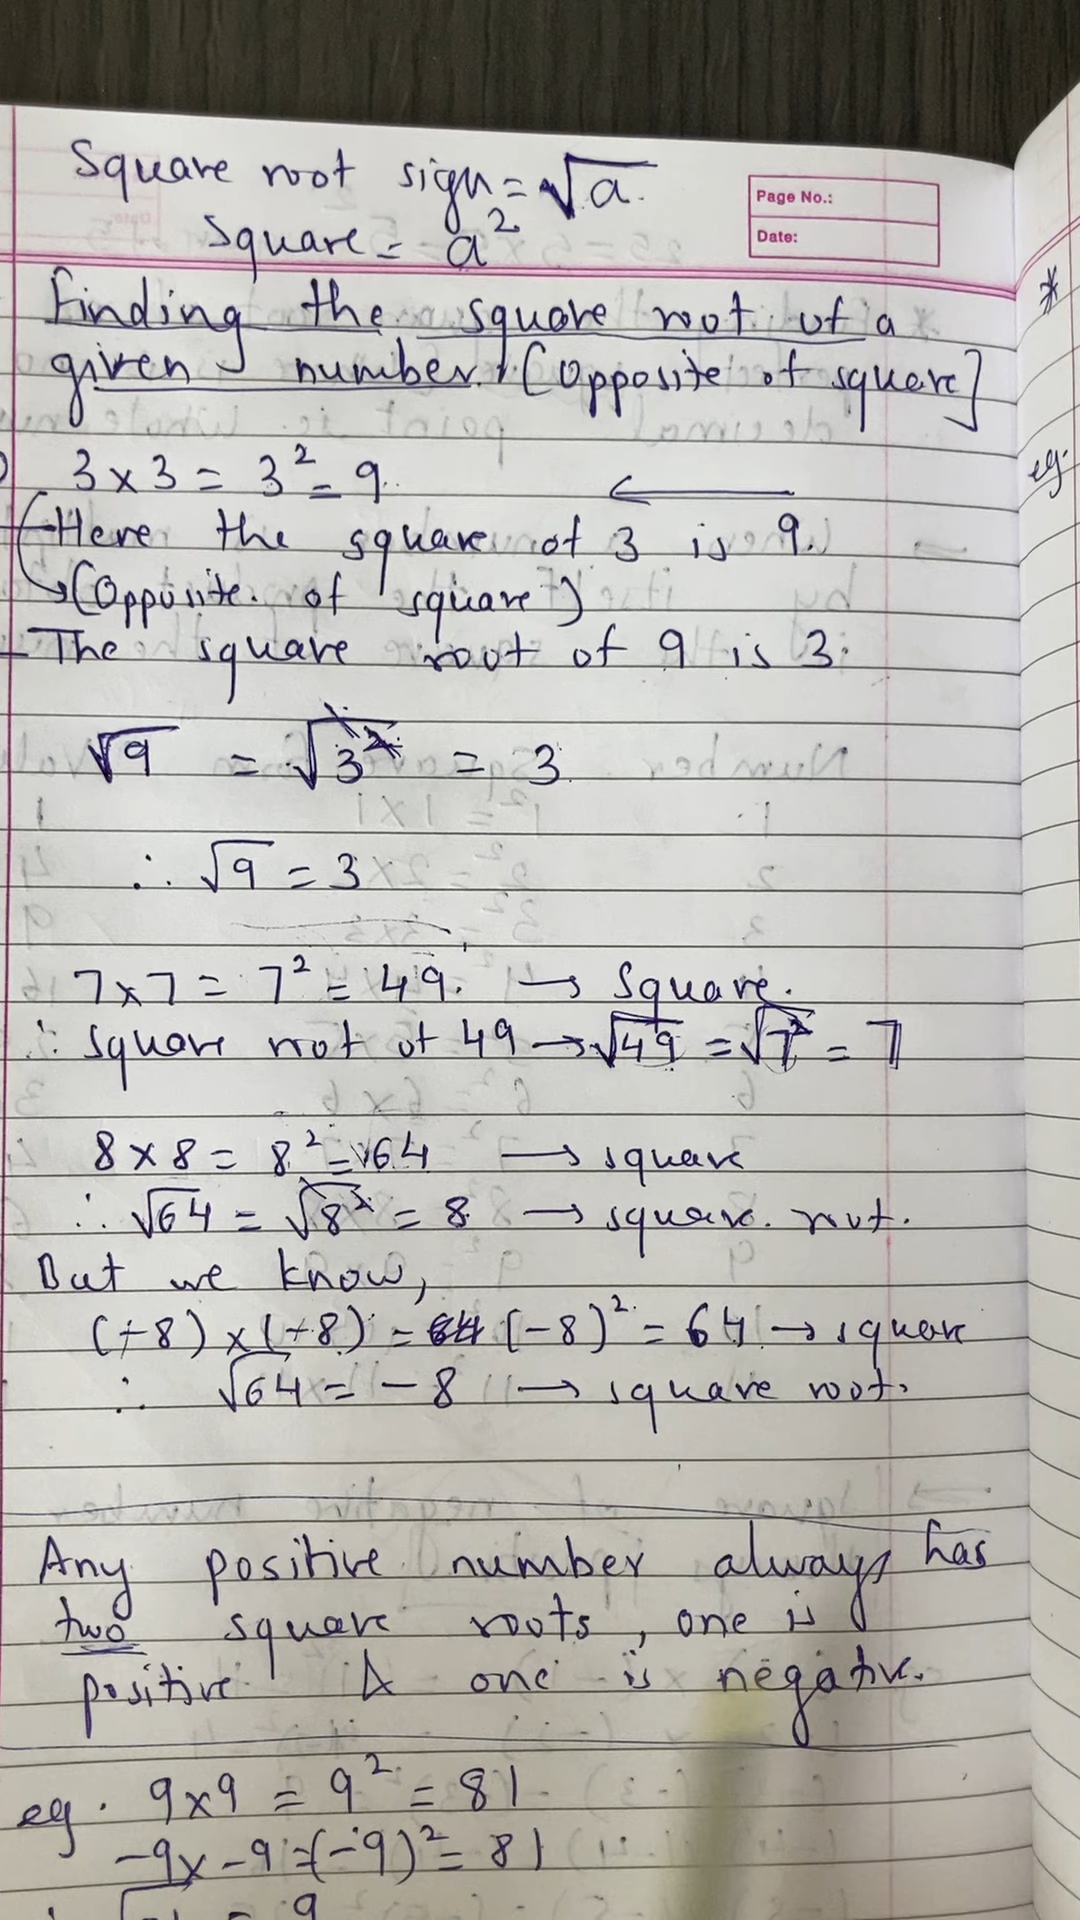 Square root sign = √a.
Square = a²
Page No.:
Date:
Finding the square root of a
given number. [Opposite of square]
3 x 3 = 3² = 9.
Here the square of 3 is 9.
(Opposite of square)
The square root of 9 is 3.
√9 = √3² = 3
∴ √9 = 3
7x7 = 7² = 49. → Square.
∴ square root of 49 → √49 = √7² = 7
8 x 8 = 8² = 64 → square
∴ √64 = √8² = 8 → square root.
But we know,
(-8) x (-8) = 64 (-8)² = 64 → square
∴ √64 = -8 → square root.
Any positive number always has
two square roots, one is
positive & one is negative.
eg. 9x9 = 9² = 81
-9x-9 = (-9)² = 81
*
eg.